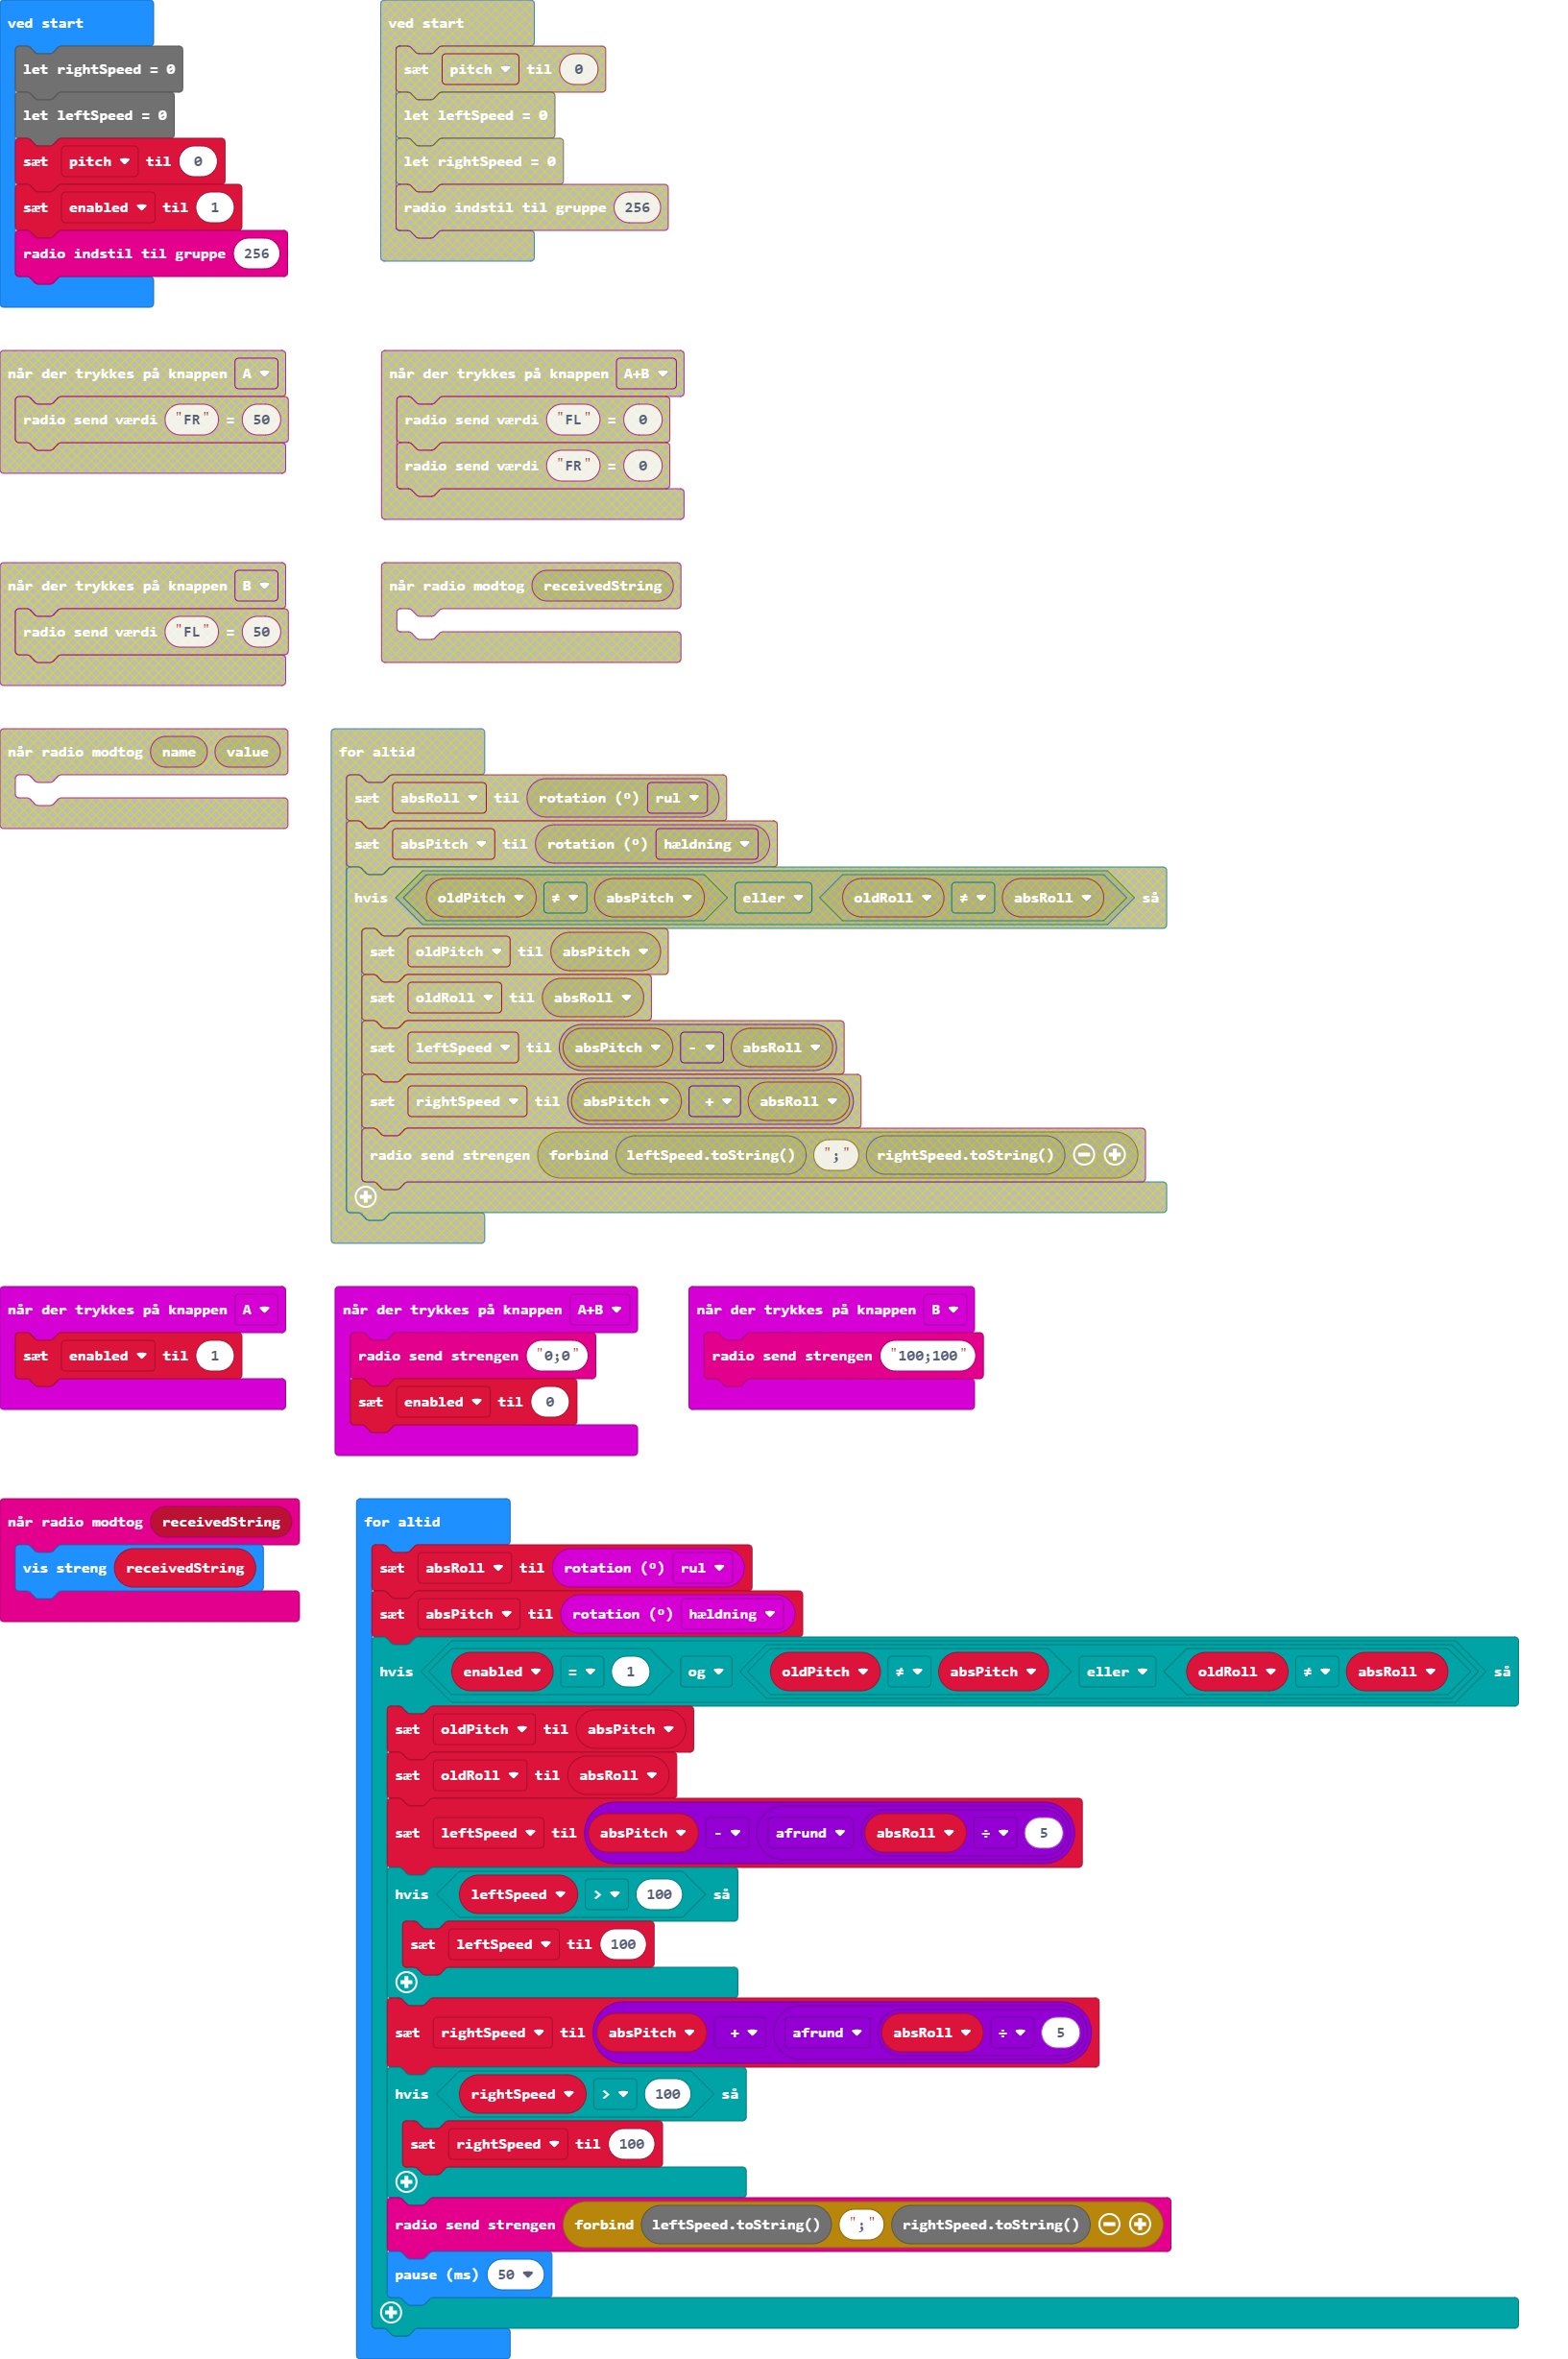 ved start
let rightSpeed = 0
let leftSpeed = 0
sæt pitch til 0
sæt enabled til 1
radio indstil til gruppe 256
ved start
sæt pitch til 0
let leftSpeed = 0
let rightSpeed = 0
radio indstil til gruppe 256
når der trykkes på knappen A
radio send værdi "FR" = 50
når der trykkes på knappen A+B
radio send værdi "FL" = 0
radio send værdi "FR" = 0
når der trykkes på knappen B
radio send værdi "FL" = 50
når radio modtog receivedString
når radio modtog name value
for altid
sæt absRoll til rotation (º) rul
sæt absPitch til rotation (º) hældning
hvis oldPitch ≠ absPitch eller oldRoll ≠ absRoll så
sæt oldPitch til absPitch
sæt oldRoll til absRoll
sæt leftSpeed til absPitch - absRoll
sæt rightSpeed til absPitch + absRoll
radio send strengen forbind leftSpeed.toString() ";" rightSpeed.toString()
når der trykkes på knappen A
sæt enabled til 1
når der trykkes på knappen A+B
radio send strengen "0;0"
sæt enabled til 0
når der trykkes på knappen B
radio send strengen "100;100"
når radio modtog receivedString
vis streng receivedString
for altid
sæt absRoll til rotation (º) rul
sæt absPitch til rotation (º) hældning
hvis enabled = 1 og oldPitch ≠ absPitch eller oldRoll ≠ absRoll så
sæt oldPitch til absPitch
sæt oldRoll til absRoll
sæt leftSpeed til absPitch - afrund absRoll ÷ 5
hvis leftSpeed > 100 så
sæt leftSpeed til 100
sæt rightSpeed til absPitch + afrund absRoll ÷ 5
hvis rightSpeed > 100 så
sæt rightSpeed til 100
radio send strengen forbind leftSpeed.toString() ";" rightSpeed.toString()
pause (ms) 50